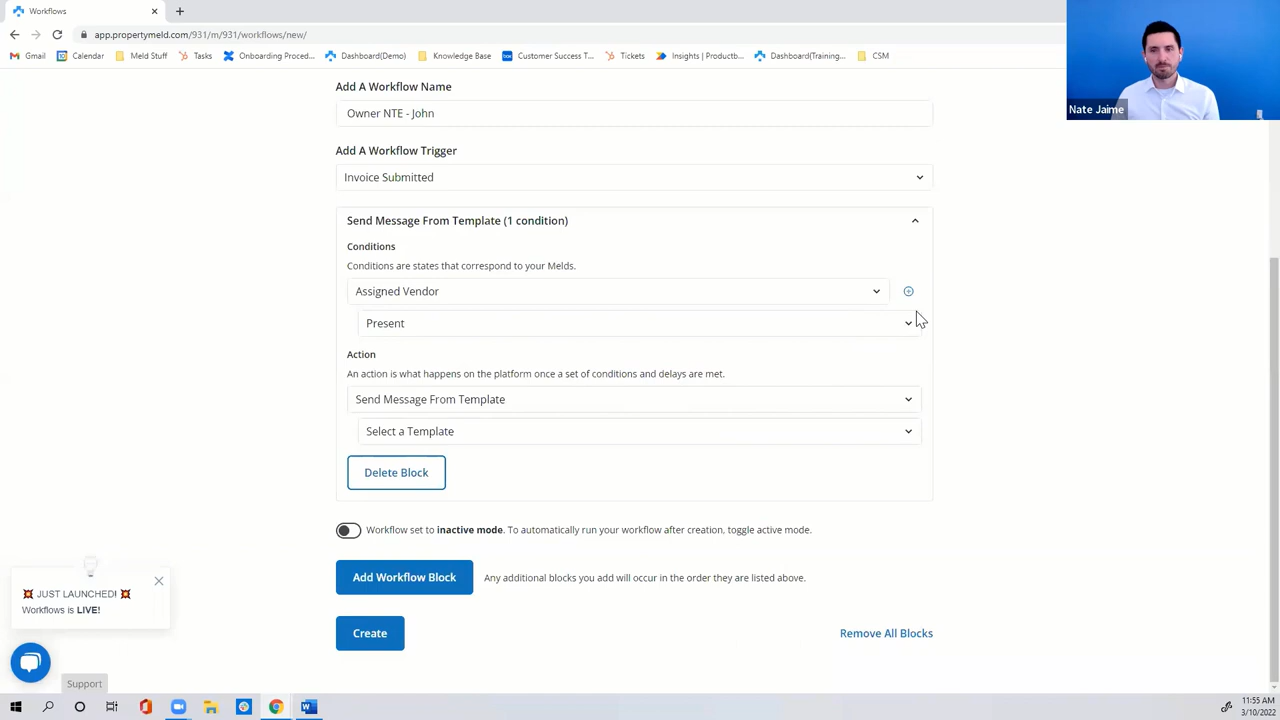 Workflows
app.propertymeld.com/931/m/931/workflows/new/
Gmail Calendar Meld Stuff Tasks Onboarding Proced... Dashboard(Demo) Knowledge Base Customer Success T... Tickets Insights | Productb... Dashboard(Training... CSM
Nate Jaime
Add A Workflow Name
Owner NTE - John
Add A Workflow Trigger
Invoice Submitted
Send Message From Template (1 condition)
Conditions
Conditions are states that correspond to your Melds.
Assigned Vendor
Present
Action
An action is what happens on the platform once a set of conditions and delays are met.
Send Message From Template
Select a Template
Delete Block
Workflow set to inactive mode. To automatically run your workflow after creation, toggle active mode.
Add Workflow Block Any additional blocks you add will occur in the order they are listed above.
💥 JUST LAUNCHED! 💥
Workflows is LIVE!
Create Remove All Blocks
Support
11:55 AM
3/10/2022